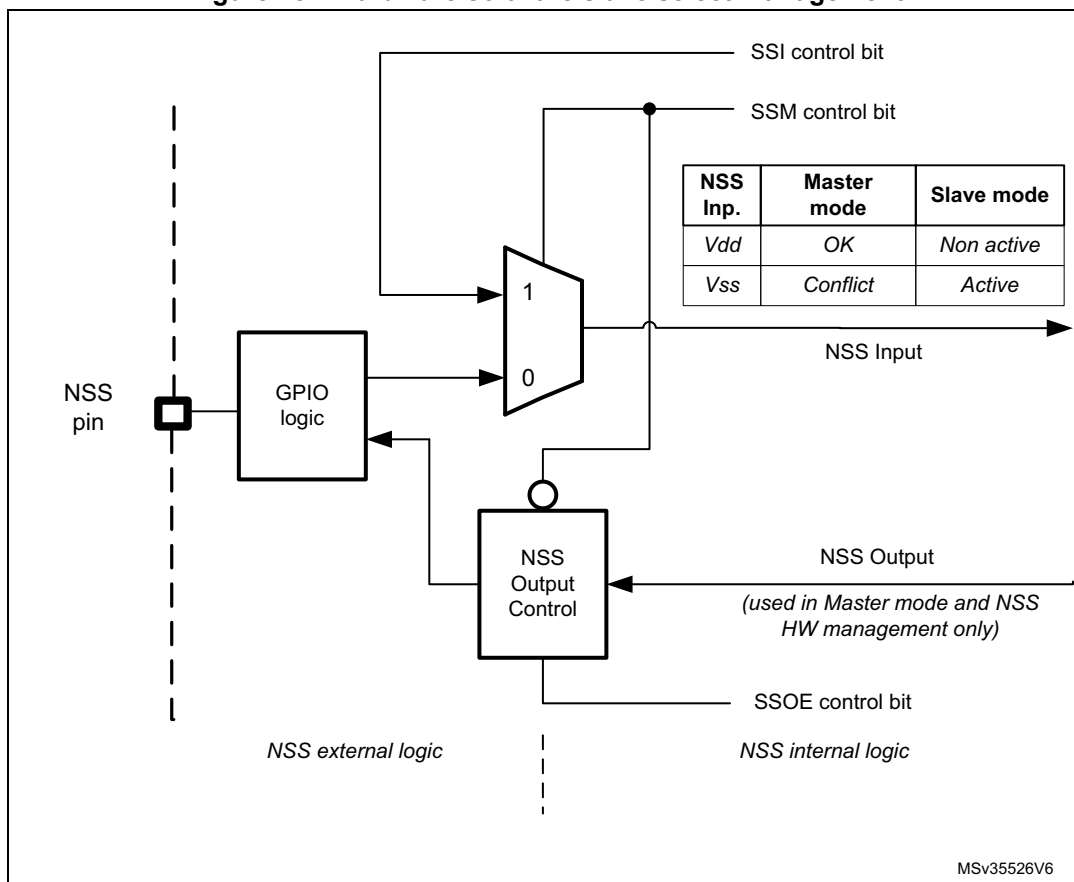 SSI control bit
SSM control bit
NSS Inp. Master mode Slave mode
Vdd OK Non active
Vss Conflict Active
1
NSS Input
0
GPIO
logic
NSS
pin
NSS
Output
Control
NSS Output
(used in Master mode and NSS
HW management only)
SSOE control bit
NSS external logic
NSS internal logic
MSv35526V6